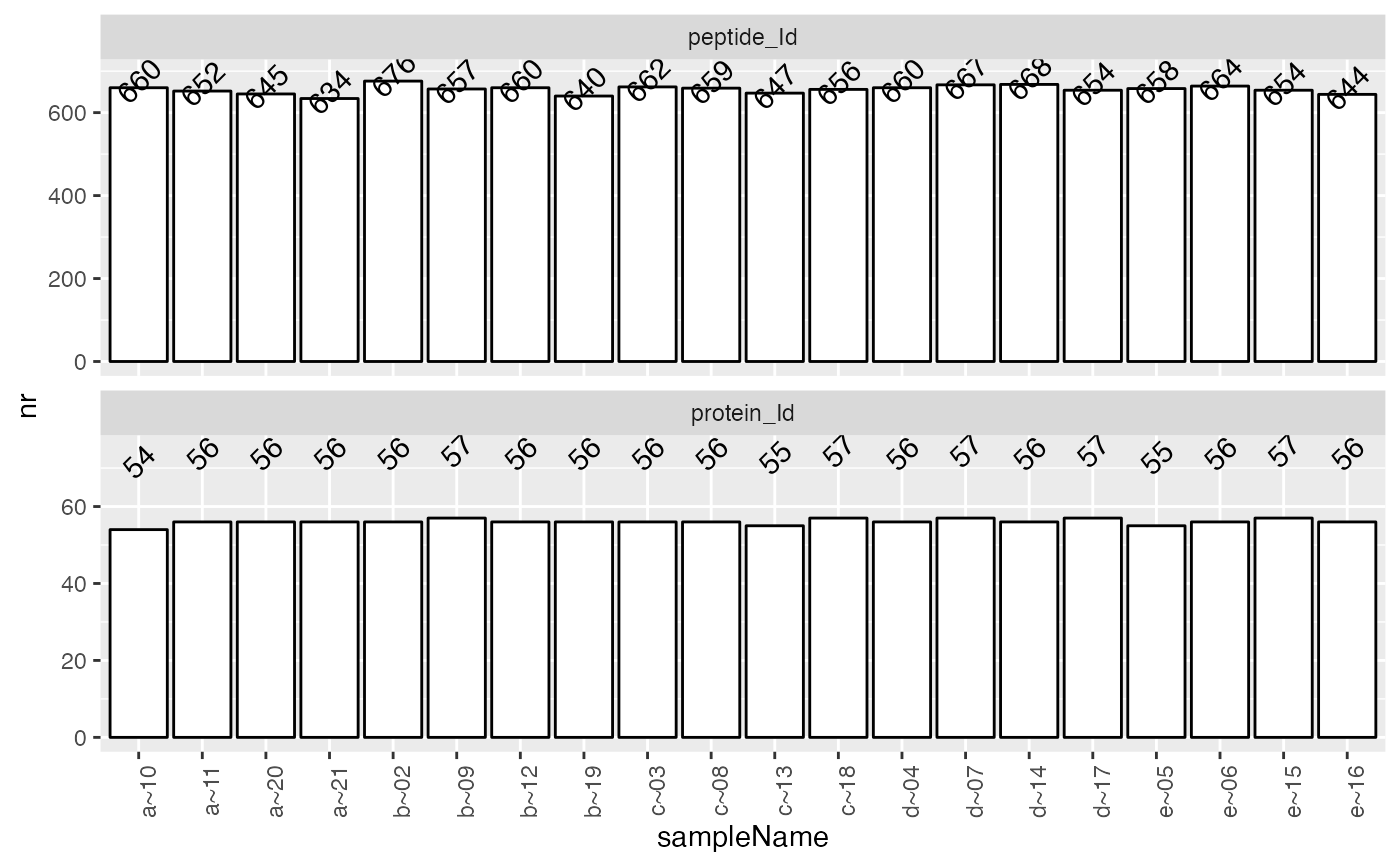 peptide_Id
660 652 645 634 676 657 660 640 662 659 647 656 660 667 668 654 658 664 654 644
600
400
200
0
nr
protein_Id
54 56 56 56 56 57 56 56 56 56 55 57 56 57 56 57 55 56 57 56
60
40
20
0
a~10 a~11 a~20 a~21 b~02 b~09 b~12 b~19 c~03 c~08 c~13 c~18 d~04 d~07 d~14 d~17 e~05 e~06 e~15 e~16
sampleName